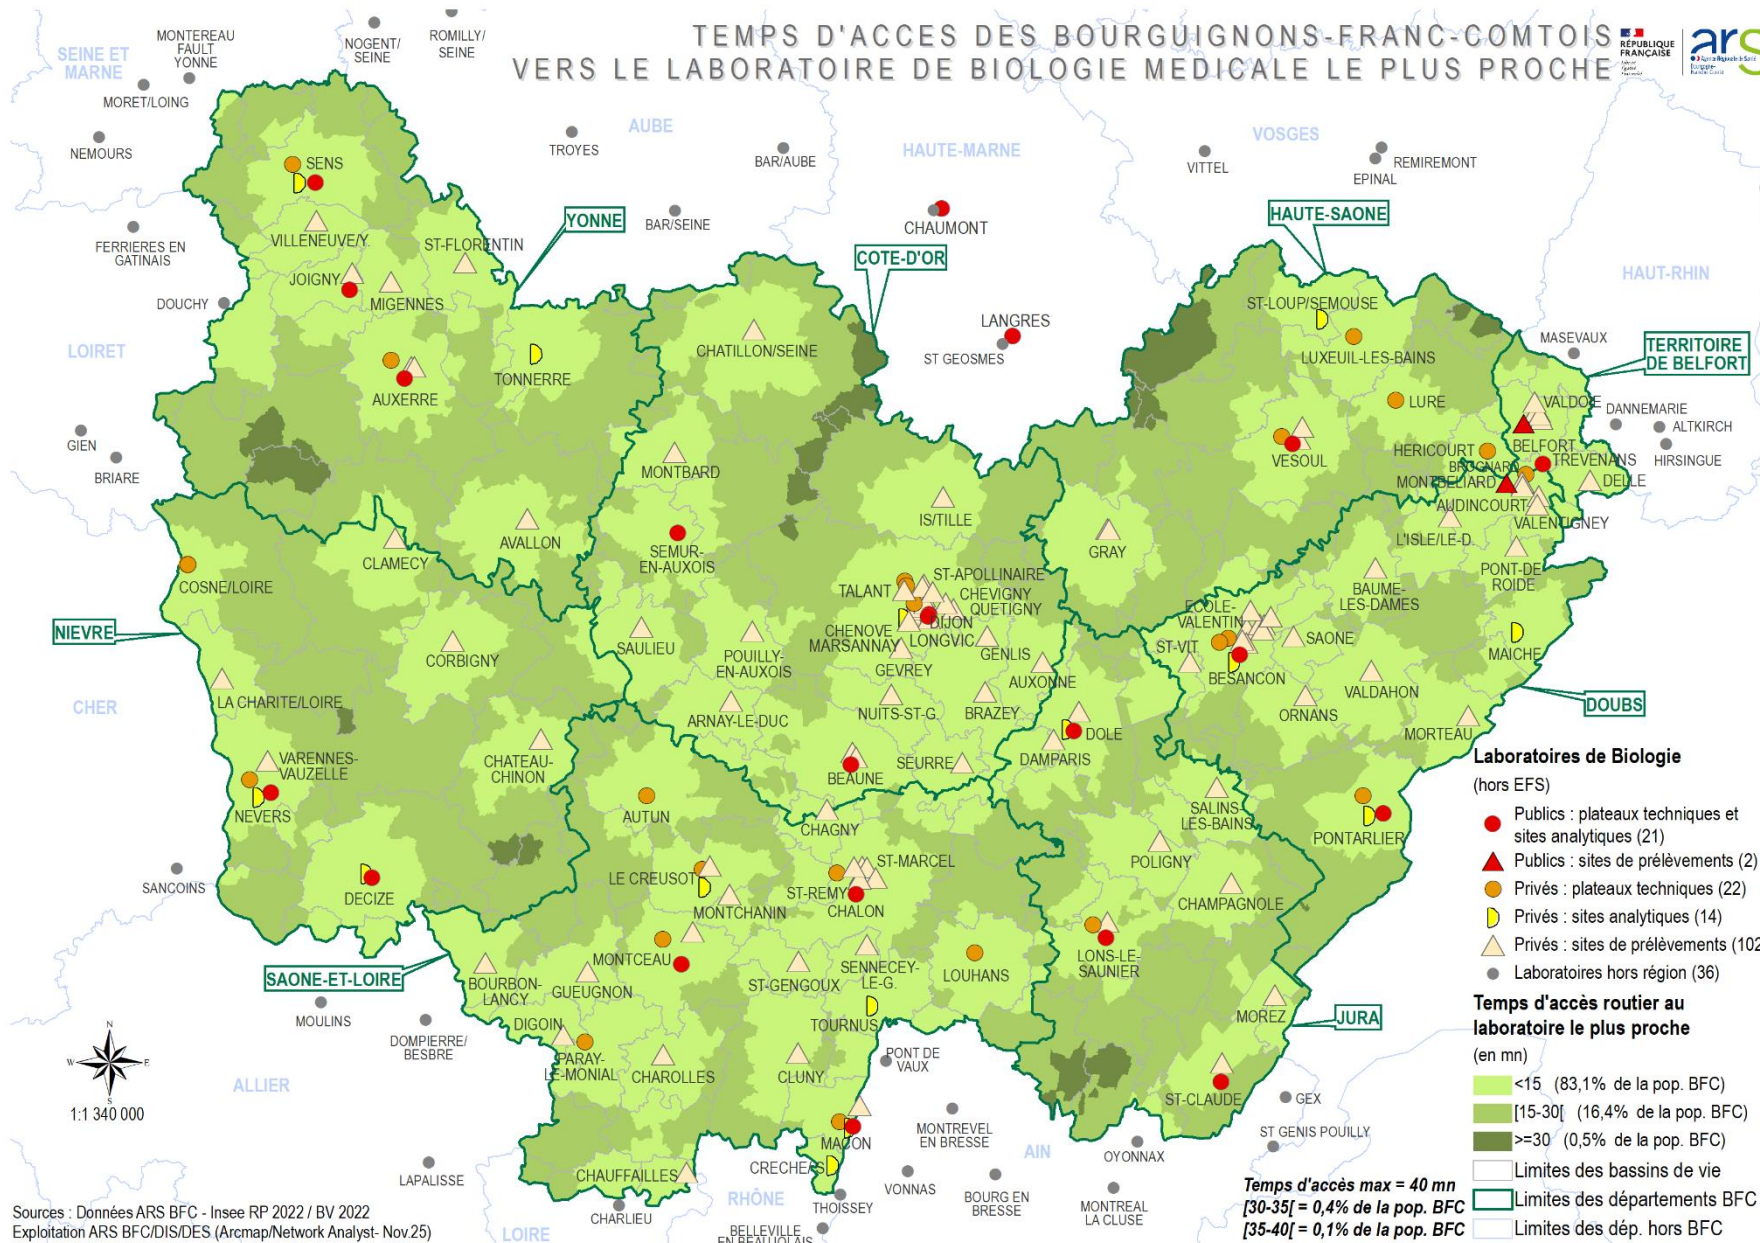 TEMPS D'ACCES DES BOURGUIGNONS-FRANC-COMTOIS
VERS LE LABORATOIRE DE BIOLOGIE MEDICALE LE PLUS PROCHE
RÉPUBLIQUE
FRANÇAISE
ars
SEINE ET
MARNE
MONTEREAU
FAULT
YONNE
NOGENT/
SEINE
ROMILLY/
SEINE
MORET/LOING
NEMOURS
AUBE
TROYES
BAR/AUBE
HAUTE-MARNE
VOSGES
VITTEL
REMIREMONT
EPINAL
SENS
YONNE
BAR/SEINE
CHAUMONT
HAUTE-SAONE
FERRIERES EN
GATINAIS
VILLENEUVE/Y.
ST-FLORENTIN
COTE-D'OR
HAUT-RHIN
JOIGNY
MIGENNES
DOUCHY
LOIRET
CHATILLON/SEINE
LANGRES
ST GEOSMES
ST-LOUP/SEMOUSE
LUXEUIL-LES-BAINS
MASEVAUX
TERRITOIRE
DE BELFORT
TONNERRE
AUXERRE
LURE
VALDOIE
DANNEMARIE
ALTKIRCH
GIEN
BRIARE
MONTBARD
VESOUL
HERICOURT
BELFORT
BROGNARD
TREVENANS
HIRSINGUE
MONTBELIARD
DELLE
AUDINCOURT
VALENTIGNEY
IS/TILLE
AVALLON
SEMUR-
EN-AUXOIS
GRAY
L'ISLE/LE-D.
PONT-DE-
ROIDE
CLAMECY
COSNE/LOIRE
TALANT
ST-APOLLINAIRE
CHEVIGNY
QUETIGNY
DIJON
LONGVIC
CHENOVE
MARSANNAY
GEVREY
GENLIS
BAUME-
LES-DAMES
ECOLE-
VALENTIN
SAONE
ST-VIT
BESANCON
MAICHE
NIEVRE
CORBIGNY
SAULIEU
POUILLY-
EN-AUXOIS
AUXONNE
VALDAHON
ORNANS
DOUBS
LA CHARITE/LOIRE
CHER
ARNAY-LE-DUC
NUITS-ST-G.
BRAZEY
DOLE
DAMPARIS
MORTEAU
VARENNES-
VAUZELLE
CHATEAU-
CHINON
NEVERS
BEAUNE
SEURRE
AUTUN
CHAGNY
SALINS-
LES-BAINS
PONTARLIER
POLIGNY
SANCOINS
DECIZE
LE CREUSOT
MONTCHANIN
ST-MARCEL
ST-REMY
CHALON
CHAMPAGNOLE
LONS-LE-
SAUNIER
SAONE-ET-LOIRE
MONTCEAU
BOURBON-
LANCY
GUEUGNON
ST-GENGOUX
SENNECEY-
LE-G.
LOUHANS
MOULINS
DOMPIERRE/
BESBRE
DIGOIN
PARAY-
LE-MONIAL
TOURNUS
MOREZ
JURA
CHAROLLES
CLUNY
PONT DE
VAUX
ST-CLAUDE
GEX
ALLIER
N
W
E
S
1:1 340 000
MACON
MONTREVEL
EN BRESSE
ST GENIS POUILLY
OYONNAX
AIN
LAPALISSE
CHAUFFAILLES
CRECHES/S
RHÔNE
VONNAS
BOURG EN
BRESSE
MONTREAL
LA CLUSE
CHARLIEU
LOIRE
THOISSEY
BELLEVILLE
EN BEAUJOLAIS
Laboratoires de Biologie
(hors EFS)
Publics : plateaux techniques et
sites analytiques (21)
Publics : sites de prélèvements (2)
Privés : plateaux techniques (22)
Privés : sites analytiques (14)
Privés : sites de prélèvements (102
Laboratoires hors région (36)
Temps d'accès routier au
laboratoire le plus proche
(en mn)
<15 (83,1% de la pop. BFC)
[15-30[ (16,4% de la pop. BFC)
>=30 (0,5% de la pop. BFC)
Limites des bassins de vie
Limites des départements BFC
Limites des dép. hors BFC
Temps d'accès max = 40 mn
[30-35[ = 0,4% de la pop. BFC
[35-40[ = 0,1% de la pop. BFC
Sources : Données ARS BFC - Insee RP 2022 / BV 2022
Exploitation ARS BFC/DIS/DES (Arcmap/Network Analyst- Nov.25)